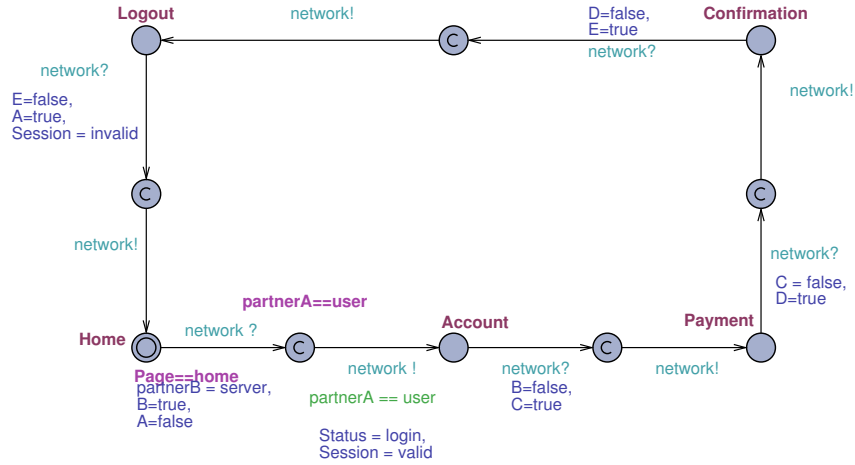 Logout
network!
D=false,
E=true
Confirmation
C
network?
network?
network!
E=false,
A=true,
Session = invalid
C
C
network!
network?
C = false,
D=true
partnerA==user
Home
network ?
Account
Payment
C
C
Page==home
network !
network?
network!
partnerB = server,
B=true,
A=false
partnerA == user
B=false,
C=true
Status = login,
Session = valid